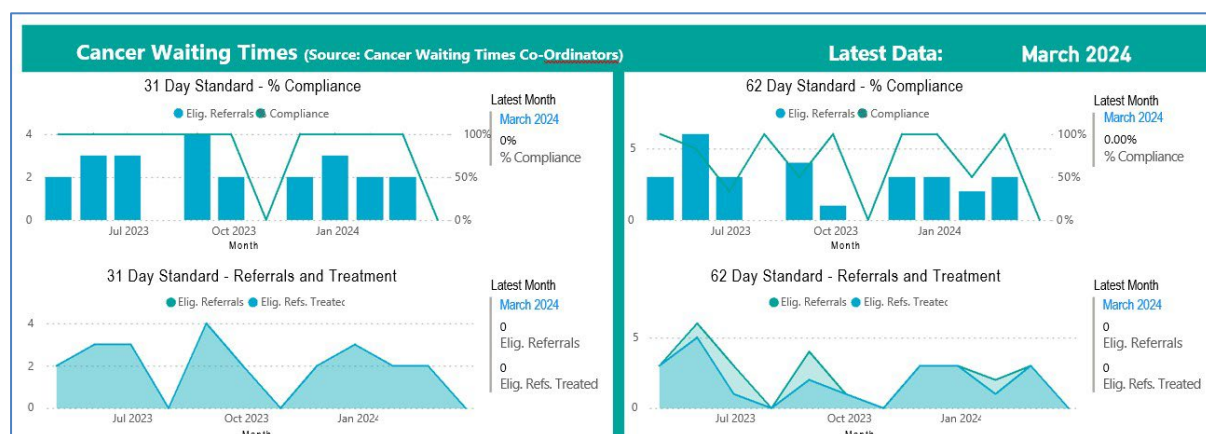 Cancer Waiting Times (Source: Cancer Waiting Times Co-Ordinators)
Latest Data: March 2024
31 Day Standard - % Compliance
Elig. Referrals % Compliance
4
2
0
100%
50%
0%
Jul 2023 Oct 2023 Jan 2024
Month
Latest Month
March 2024
0%
% Compliance
62 Day Standard - % Compliance
Elig. Referrals % Compliance
5
0
100%
50%
0%
Jul 2023 Oct 2023 Jan 2024
Month
Latest Month
March 2024
0.00%
% Compliance
31 Day Standard - Referrals and Treatment
Elig. Referrals Elig. Refs. Treated
4
2
0
Jul 2023 Oct 2023 Jan 2024
Month
Latest Month
March 2024
0
Elig. Referrals
0
Elig. Refs. Treated
62 Day Standard - Referrals and Treatment
Elig. Referrals Elig. Refs. Treated
5
0
Jul 2023 Oct 2023 Jan 2024
Month
Latest Month
March 2024
0
Elig. Referrals
0
Elig. Refs. Treated